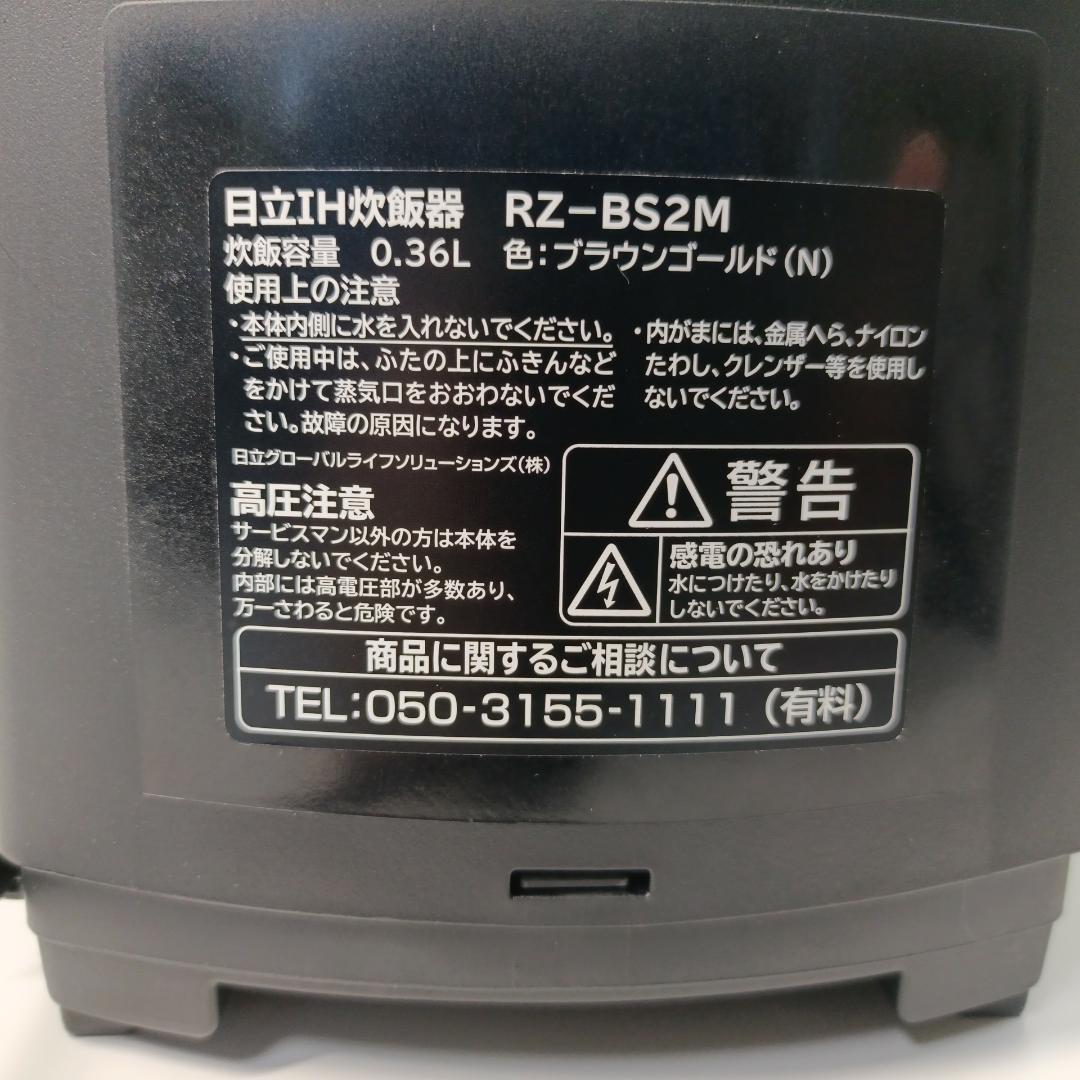 日立IH炊飯器 RZ-BS2M
炊飯容量 0.36L 色:ブラウンゴールド(N)
使用上の注意
・本体内側に水を入れないでください。
・ご使用中は、ふたの上にふきんなど
をかけて蒸気口をおおわないでくだ
さい。故障の原因になります。
・内がまには、金属へら、ナイロン
たわし、クレンザー等を使用し
ないでください。
日立グローバルライフソリューションズ(株)
高圧注意
サービスマン以外の方は本体を
分解しないでください。
内部には高電圧部が多数あり、
万一さわると危険です。
警告
感電の恐れあり
水につけたり、水をかけたり
しないでください。
商品に関するご相談について
TEL:050-3155-1111(有料)